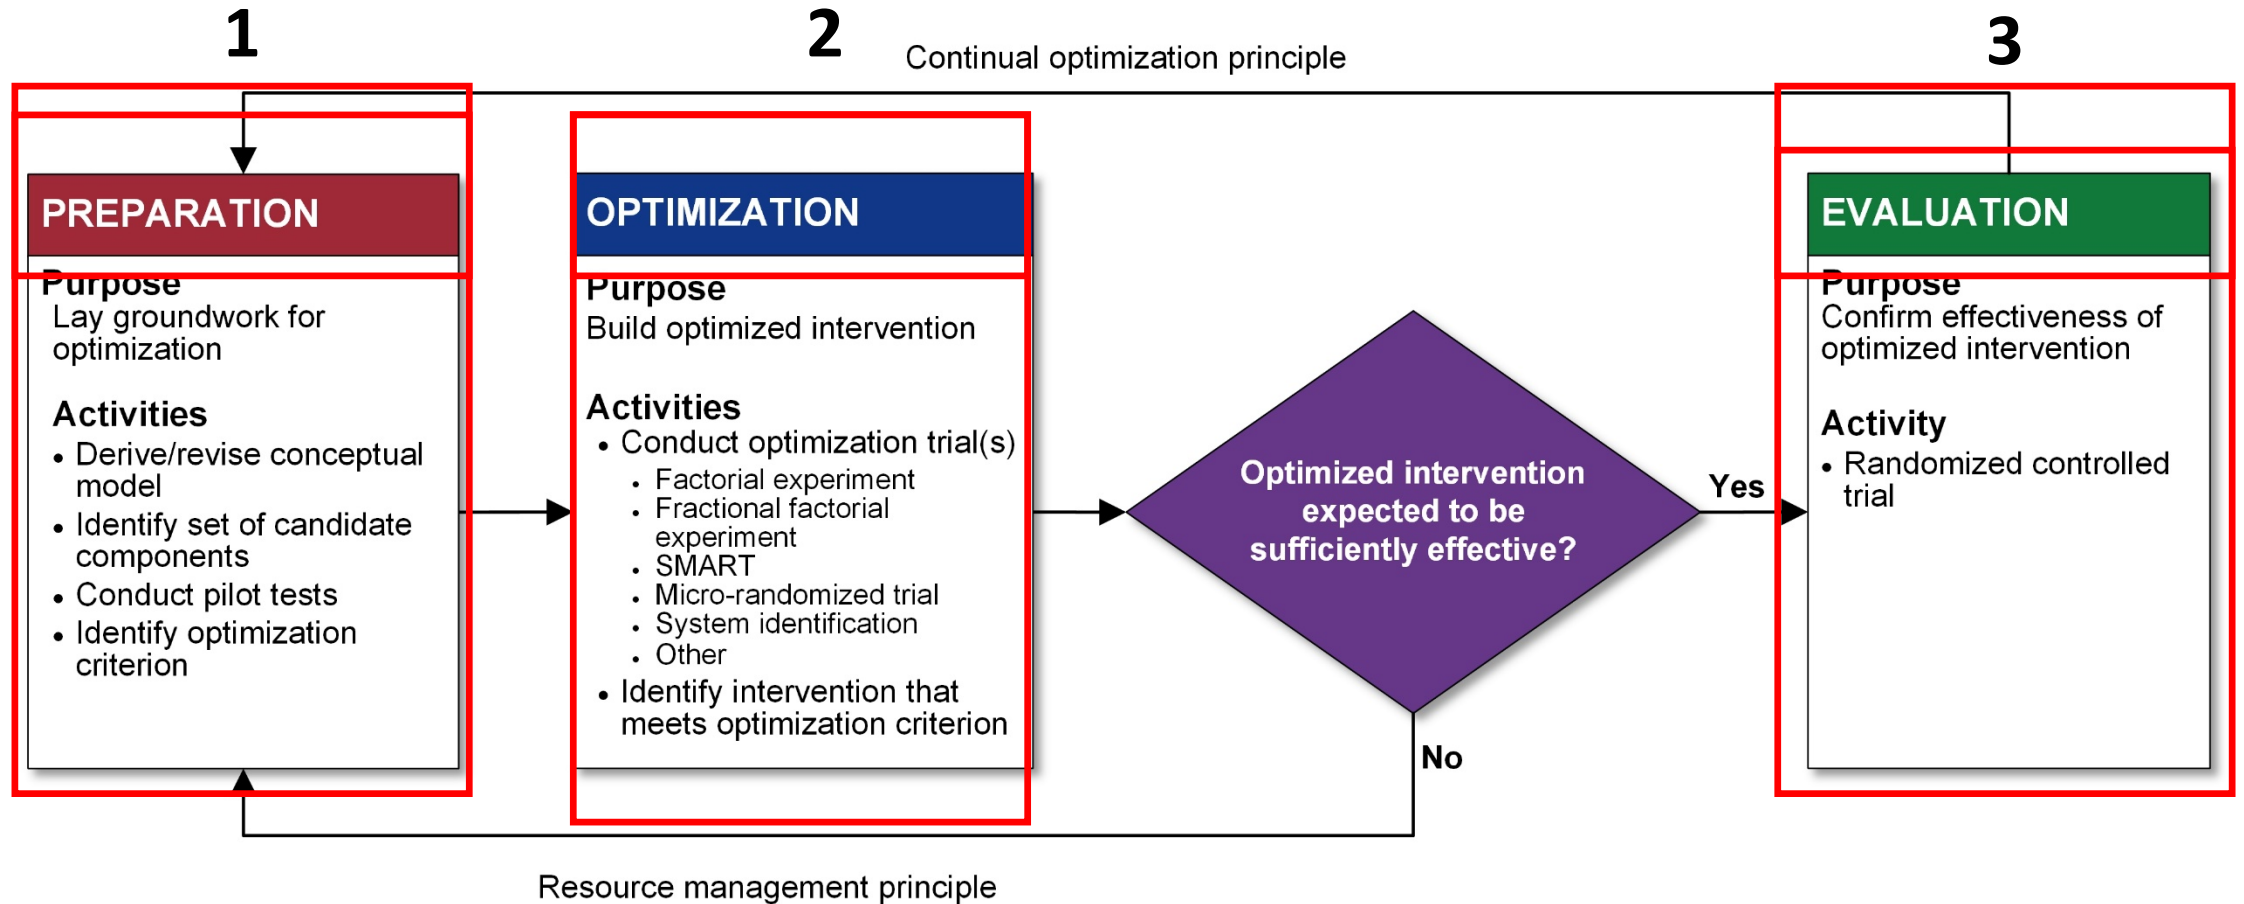 1
2
3
Continual optimization principle
PREPARATION
Purpose
Lay groundwork for
optimization
Activities
• Derive/revise conceptual
model
• Identify set of candidate
components
• Conduct pilot tests
• Identify optimization
criterion
OPTIMIZATION
Purpose
Build optimized intervention
Activities
• Conduct optimization trial(s)
• Factorial experiment
• Fractional factorial
experiment
• SMART
• Micro-randomized trial
• System identification
• Other
• Identify intervention that
meets optimization criterion
Optimized intervention
expected to be
sufficiently effective?
Yes
No
EVALUATION
Purpose
Confirm effectiveness of
optimized intervention
Activity
• Randomized controlled
trial
Resource management principle